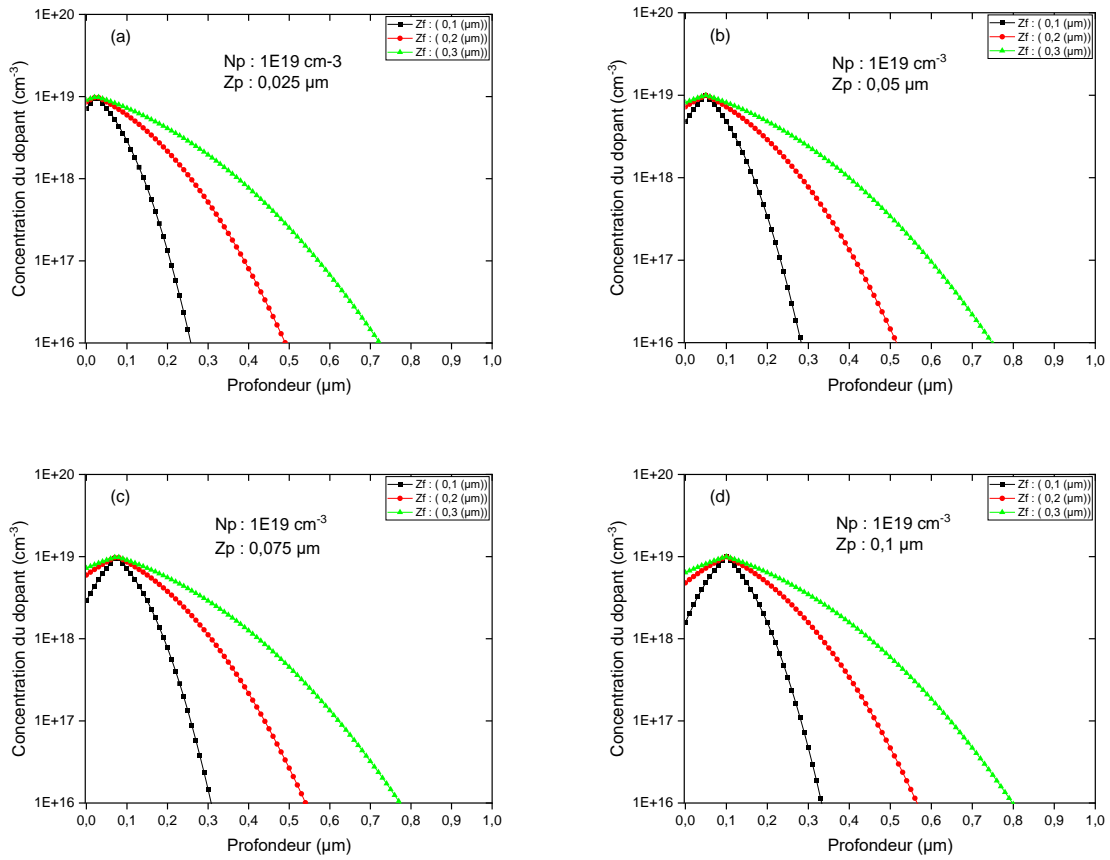 (a)
Zf : ( 0,1 (µm))
Zf : ( 0,2 (µm))
Zf : ( 0,3 (µm))
Np : 1E19 cm-3
Zp : 0,025 µm
1E+20
1E+19
1E+18
1E+17
1E+16
Concentration du dopant (cm-3)
0,0 0,1 0,2 0,3 0,4 0,5 0,6 0,7 0,8 0,9 1,0
Profondeur (µm)
(b)
Zf : ( 0,1 (µm))
Zf : ( 0,2 (µm))
Zf : ( 0,3 (µm))
Np : 1E19 cm-3
Zp : 0,05 µm
1E+20
1E+19
1E+18
1E+17
1E+16
Concentration du dopant (cm-3)
0,0 0,1 0,2 0,3 0,4 0,5 0,6 0,7 0,8 0,9 1,0
Profondeur (µm)
(c)
Zf : ( 0,1 (µm))
Zf : ( 0,2 (µm))
Zf : ( 0,3 (µm))
Np : 1E19 cm-3
Zp : 0,075 µm
1E+20
1E+19
1E+18
1E+17
1E+16
Concentration du dopant (cm-3)
0,0 0,1 0,2 0,3 0,4 0,5 0,6 0,7 0,8 0,9 1,0
Profondeur (µm)
(d)
Zf : ( 0,1 (µm))
Zf : ( 0,2 (µm))
Zf : ( 0,3 (µm))
Np : 1E19 cm-3
Zp : 0,1 µm
1E+20
1E+19
1E+18
1E+17
1E+16
Concentration du dopant (cm-3)
0,0 0,1 0,2 0,3 0,4 0,5 0,6 0,7 0,8 0,9 1,0
Profondeur (µm)